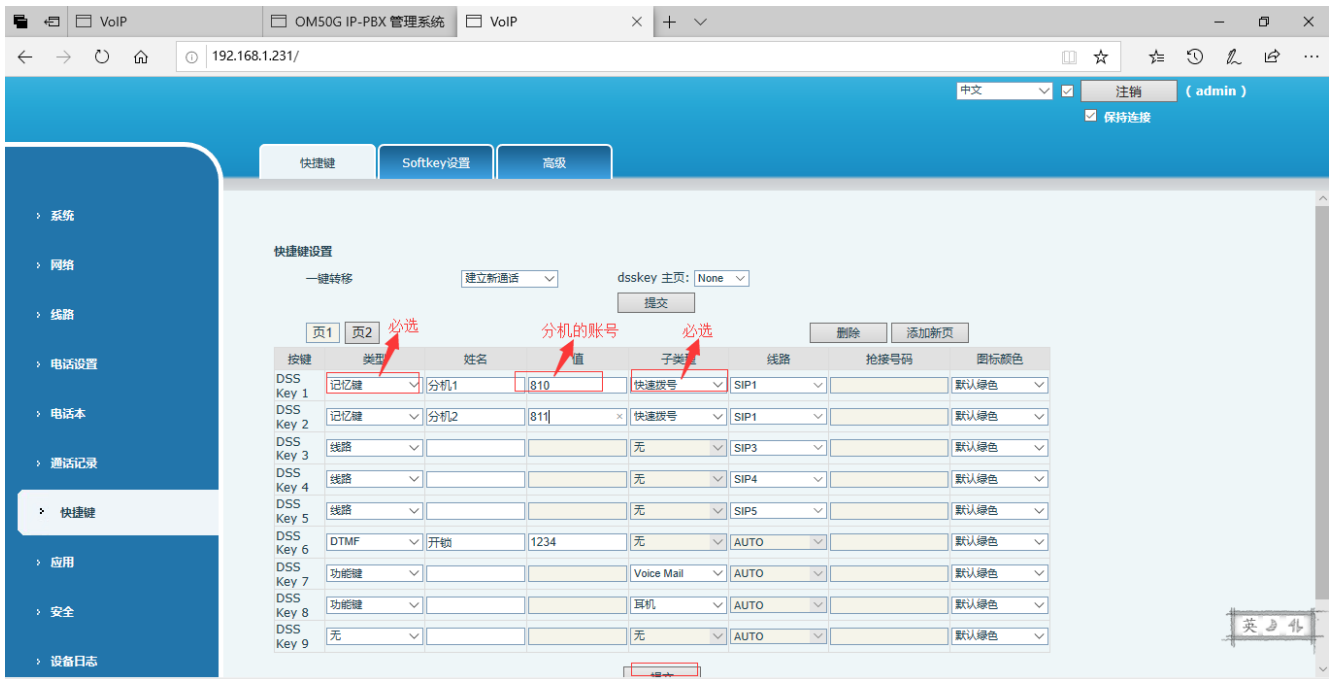 VoIP OM50G IP-PBX 管理系统 VoIP
192.168.1.231/
中文 注销 ( admin )
保持连接
快捷键 Softkey设置 高级
系统
网络
线路
电话设置
电话本
通话记录
快捷键
应用
安全
设备日志
快捷键设置
一键转移 建立新通话 dsskey 主页: None
提交
页1 页2 必选 分机的账号 必选 删除 添加新页
按键 类型 姓名 值 子类型 线路 抢接号码 图标颜色
DSS Key 1 记忆键 分机1 810 快速拨号 SIP1 默认绿色
DSS Key 2 记忆键 分机2 811 快速拨号 SIP1 默认绿色
DSS Key 3 线路 无 SIP3 默认绿色
DSS Key 4 线路 无 SIP4 默认绿色
DSS Key 5 线路 无 SIP5 默认绿色
DSS Key 6 DTMF 开锁 1234 无 AUTO 默认绿色
DSS Key 7 功能键 Voice Mail AUTO 默认绿色
DSS Key 8 功能键 耳机 AUTO 默认绿色
DSS Key 9 无 无 AUTO 默认绿色
提交
英